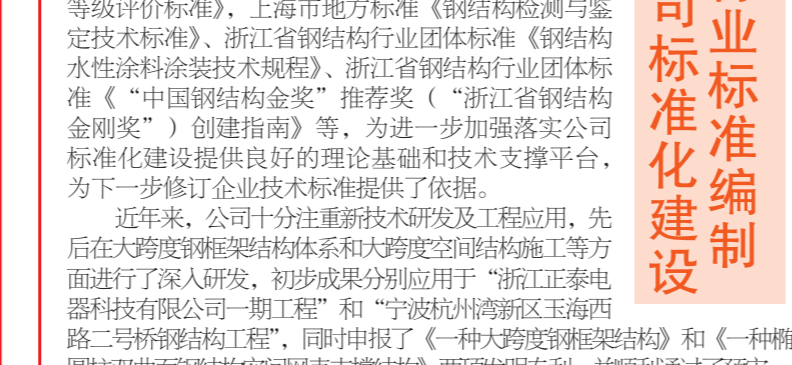 等级评价标准》，上海市地方标准《钢结构检测与鉴
定技术标准》、浙江省钢结构行业团体标准《钢结构
水性涂料涂装技术规程》、浙江省钢结构行业团体标
准《“中国钢结构金奖”推荐奖（“浙江省钢结构
金刚奖”）创建指南》等，为进一步加强落实公司
标准化建设提供良好的理论基础和技术支撑平台，
为下一步修订企业技术标准提供了依据。
近年来，公司十分注重新技术研发及工程应用，先
后在大跨度钢框架结构体系和大跨度空间结构施工等方
面进行了深入研发，初步成果分别应用于“浙江正泰电
器科技有限公司一期工程”和“宁波杭州湾新区玉海西
路二号桥钢结构工程”，同时申报了《一种大跨度钢框架结构》和《一种椭
业标准编制
司标准化建设